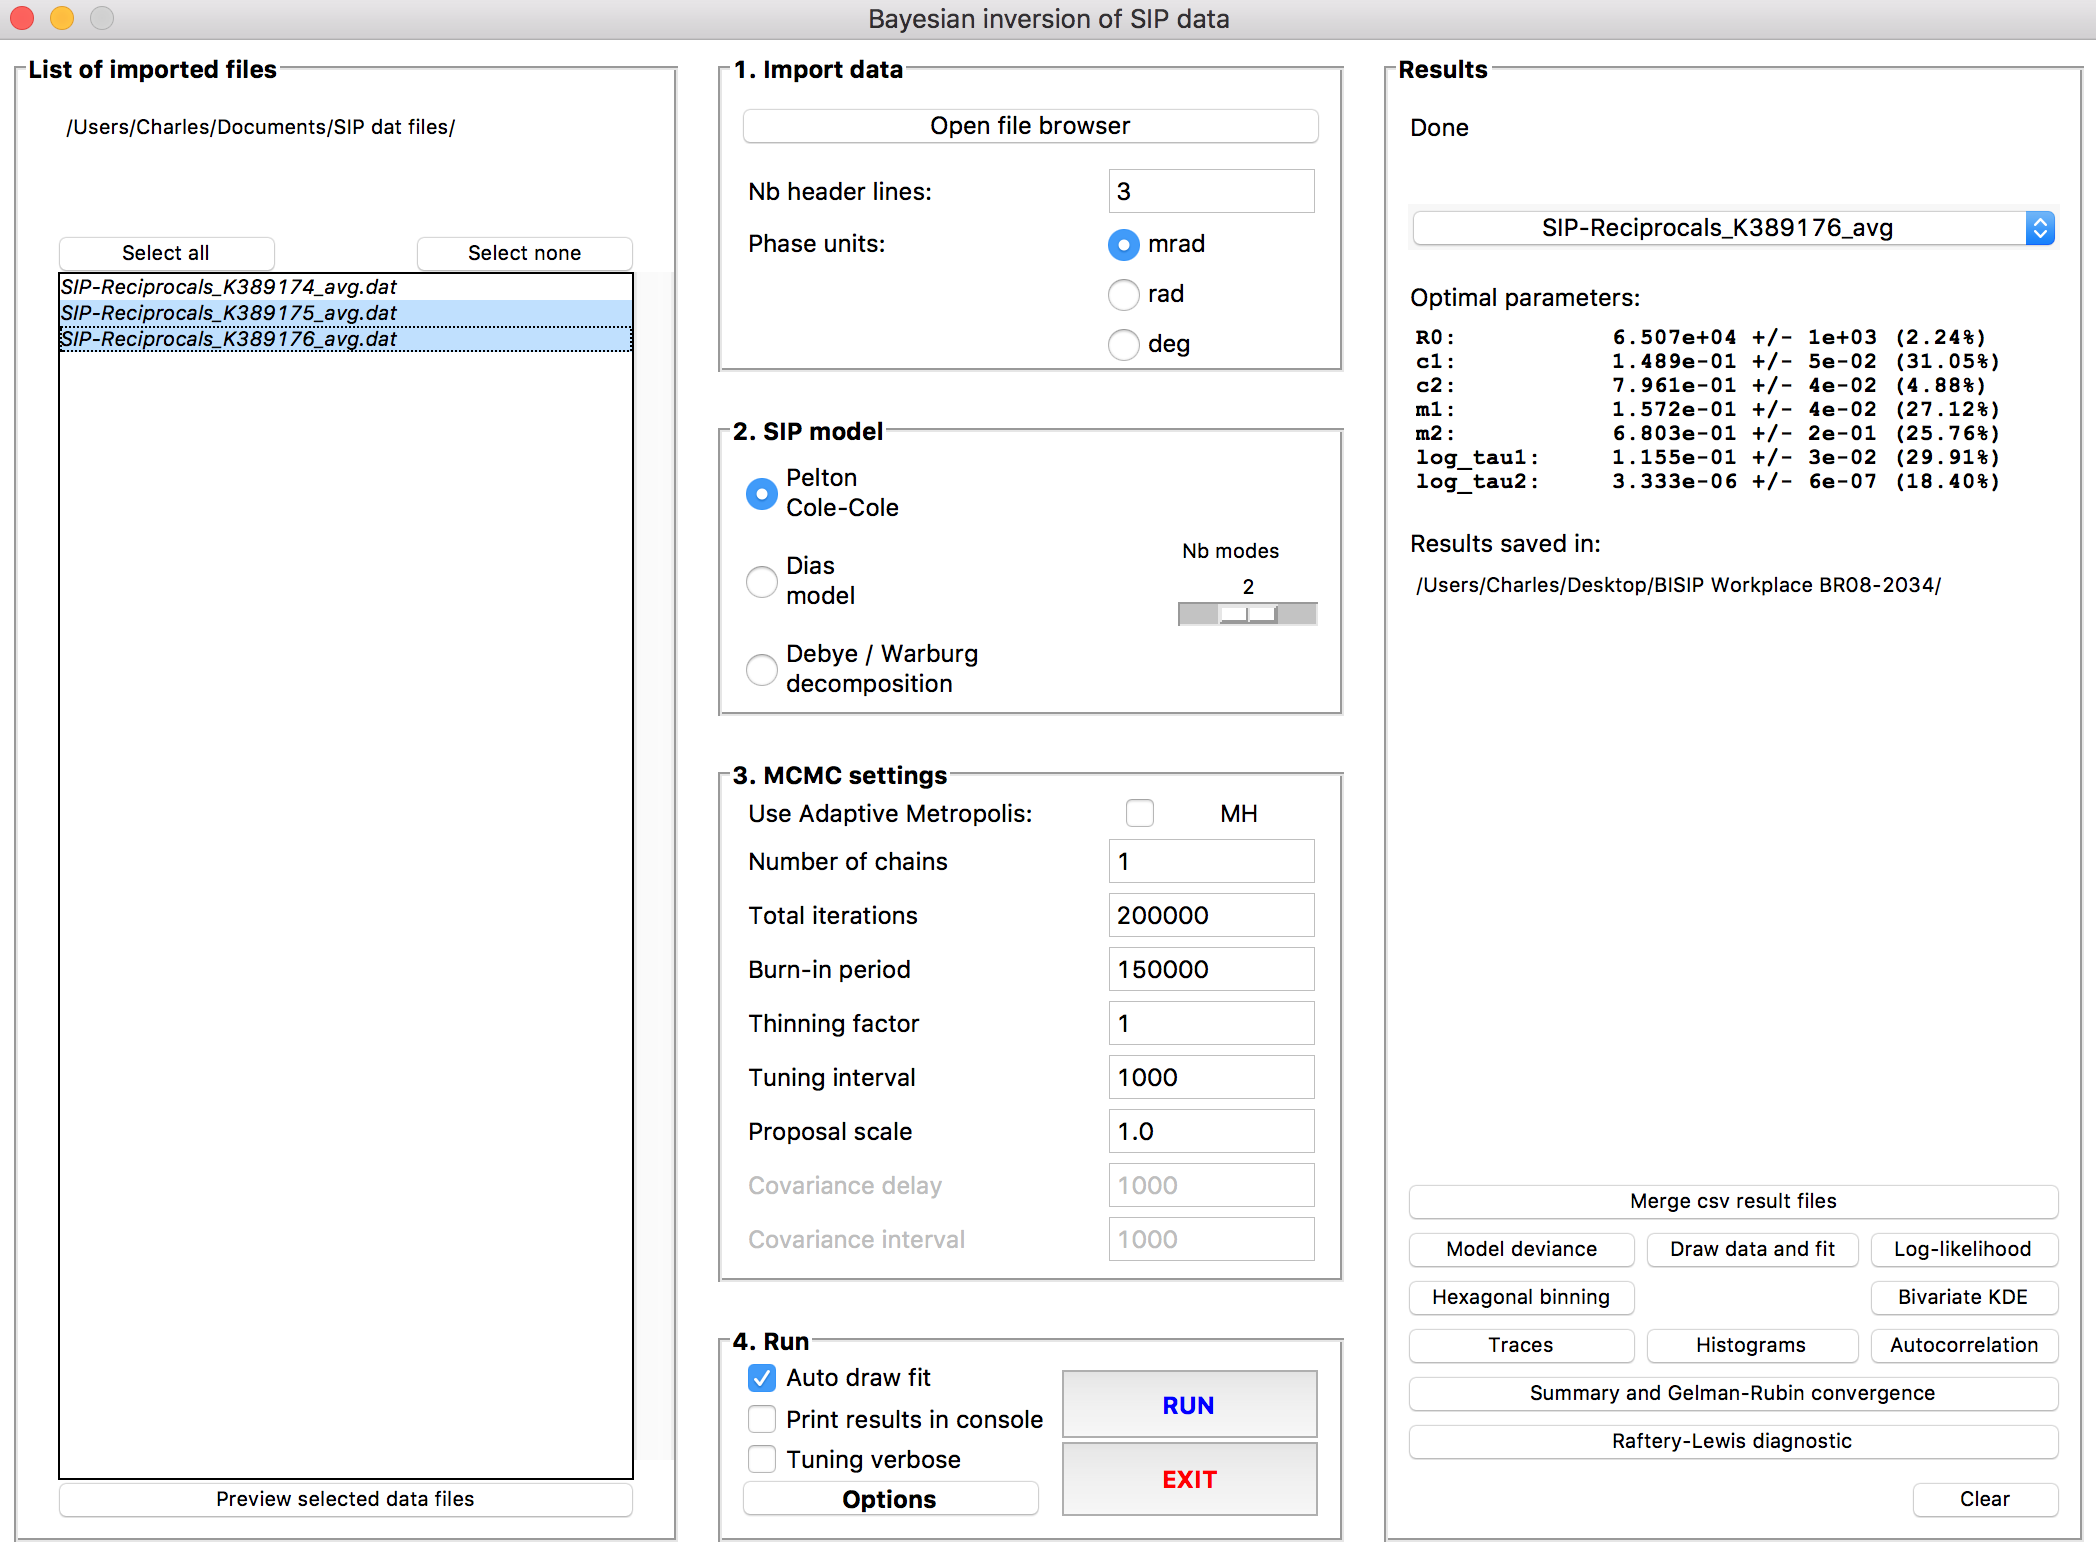 Bayesian inversion of SIP data
List of imported files
/Users/Charles/Documents/SIP dat files/
Select all
Select none
SIP-Reciprocals_K389174_avg.dat
SIP-Reciprocals_K389175_avg.dat
SIP-Reciprocals_K389176_avg.dat
Preview selected data files
1. Import data
Open file browser
Nb header lines: 3
Phase units: mrad
rad
deg
2. SIP model
Pelton
Cole-Cole
Dias
model
Debye / Warburg
decomposition
Nb modes
2
3. MCMC settings
Use Adaptive Metropolis: MH
Number of chains 1
Total iterations 200000
Burn-in period 150000
Thinning factor 1
Tuning interval 1000
Proposal scale 1.0
Covariance delay 1000
Covariance interval 1000
4. Run
Auto draw fit
Print results in console
Tuning verbose
Options
RUN
EXIT
Results
Done
SIP-Reciprocals_K389176_avg
Optimal parameters:
R0: 6.507e+04 +/- 1e+03 (2.24%)
c1: 1.489e-01 +/- 5e-02 (31.05%)
c2: 7.961e-01 +/- 4e-02 (4.88%)
m1: 1.572e-01 +/- 4e-02 (27.12%)
m2: 6.803e-01 +/- 2e-01 (25.76%)
log_tau1: 1.155e-01 +/- 3e-02 (29.91%)
log_tau2: 3.333e-06 +/- 6e-07 (18.40%)
Results saved in:
/Users/Charles/Desktop/BISIP Workplace BR08-2034/
Merge csv result files
Model deviance
Draw data and fit
Log-likelihood
Hexagonal binning
Bivariate KDE
Traces
Histograms
Autocorrelation
Summary and Gelman-Rubin convergence
Raftery-Lewis diagnostic
Clear